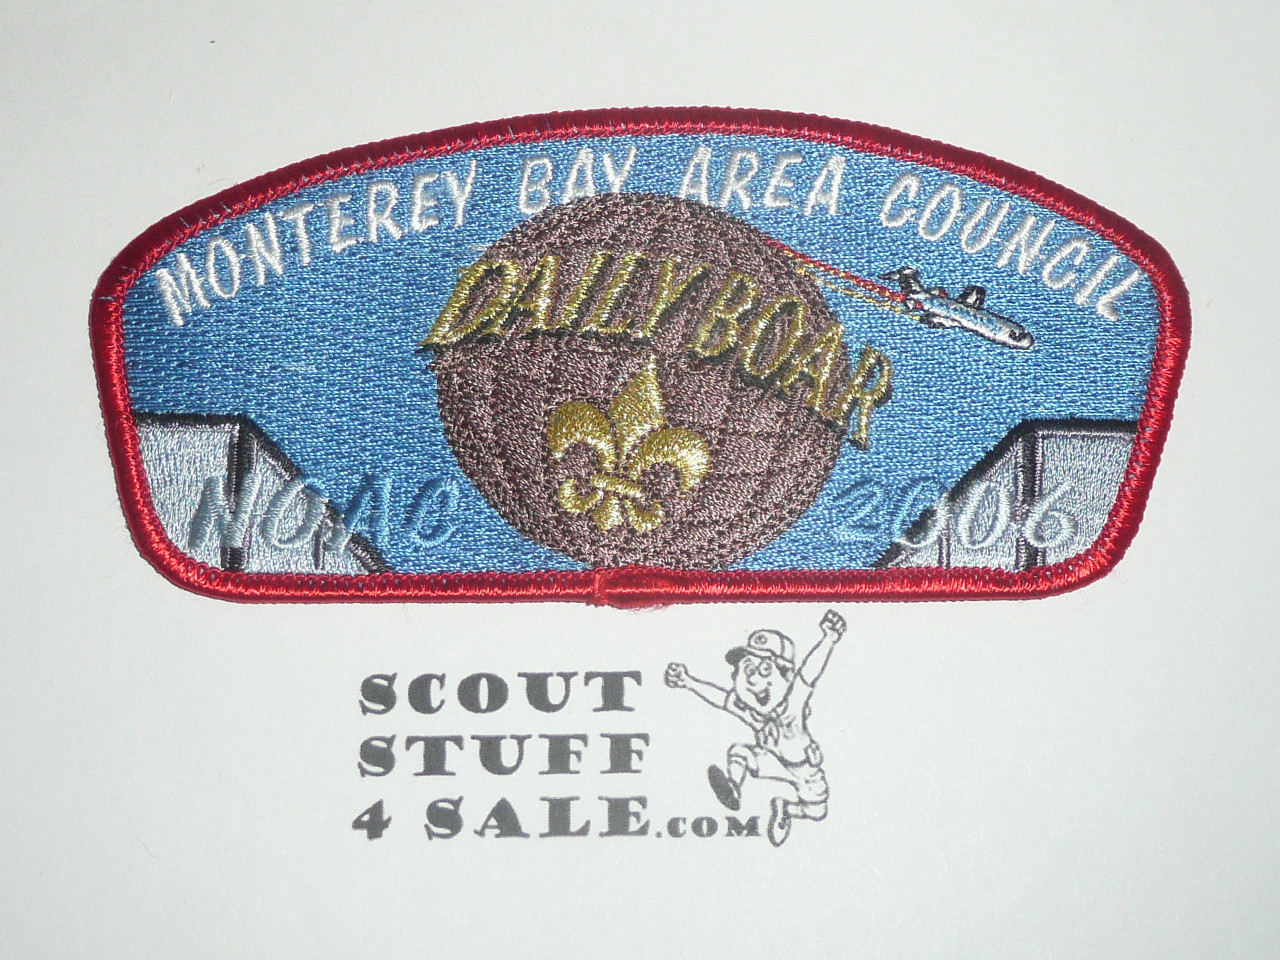 MONTEREY BAY AREA COUNCIL
DAILY BOAR
NOAC 2006
SCOUT
STUFF
4 SALE.COM